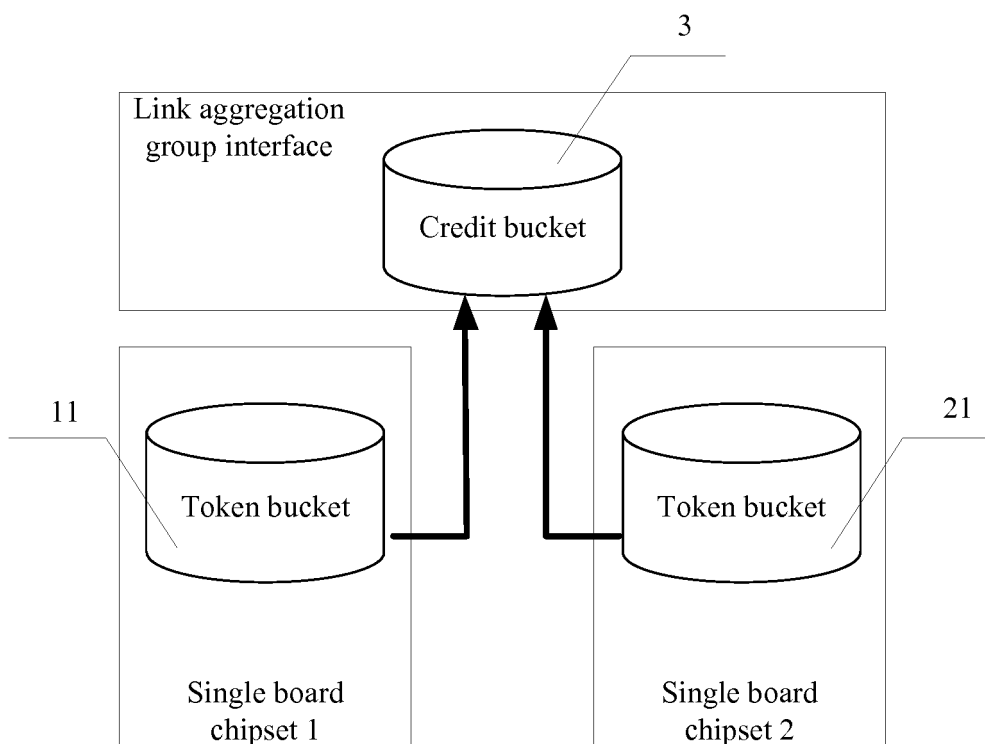 3
Link aggregation
group interface
Credit bucket
11
21
Token bucket
Token bucket
Single board
chipset 1
Single board
chipset 2